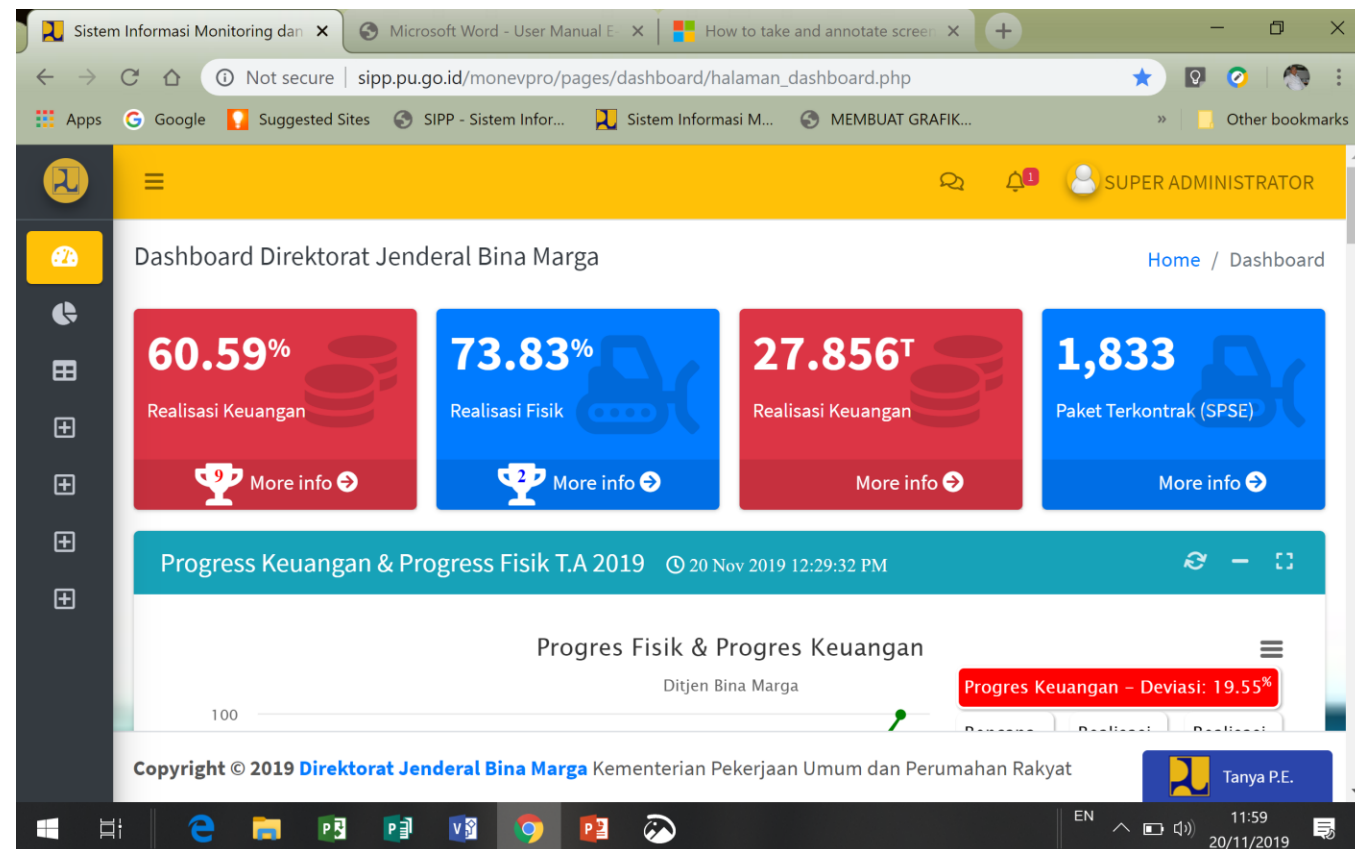 Sistem Informasi Monitoring dan
Microsoft Word - User Manual E-
How to take and annotate screen
Not secure | sipp.pu.go.id/monevpro/pages/dashboard/halaman_dashboard.php
Apps Google Suggested Sites SIPP - Sistem Infor... Sistem Informasi M... MEMBUAT GRAFIK... » Other bookmarks
1 SUPER ADMINISTRATOR
Dashboard Direktorat Jenderal Bina Marga
Home / Dashboard
60.59%
Realisasi Keuangan
9 More info
73.83%
Realisasi Fisik
2 More info
27.856T
Realisasi Keuangan
More info
1,833
Paket Terkontrak (SPSE)
More info
Progress Keuangan & Progress Fisik T.A 2019 20 Nov 2019 12:29:32 PM
Progres Fisik & Progres Keuangan
Ditjen Bina Marga
Progres Keuangan – Deviasi: 19.55%
100
Rencana Realisasi Realisasi
Copyright © 2019 Direktorat Jenderal Bina Marga Kementerian Pekerjaan Umum dan Perumahan Rakyat
Tanya P.E.
EN
11:59
20/11/2019